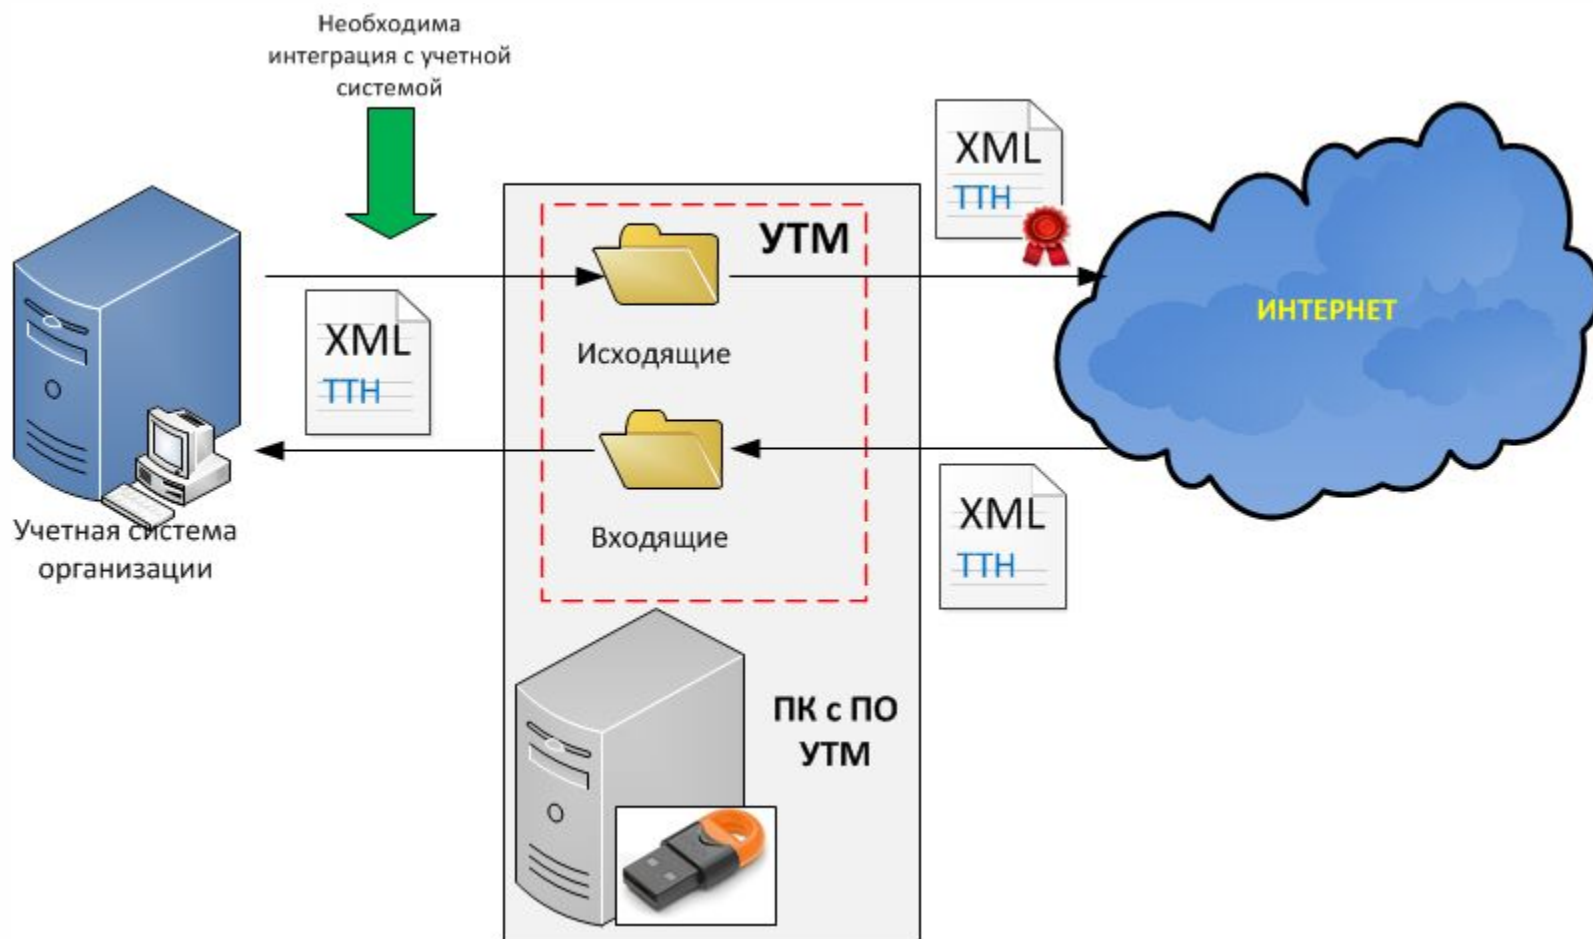 Необходима
интеграция с учетной
системой
XML
ТТН
УТМ
ИНТЕРНЕТ
XML
ТТН
Исходящие
Входящие
XML
ТТН
Учетная система
организации
ПК с ПО
УТМ